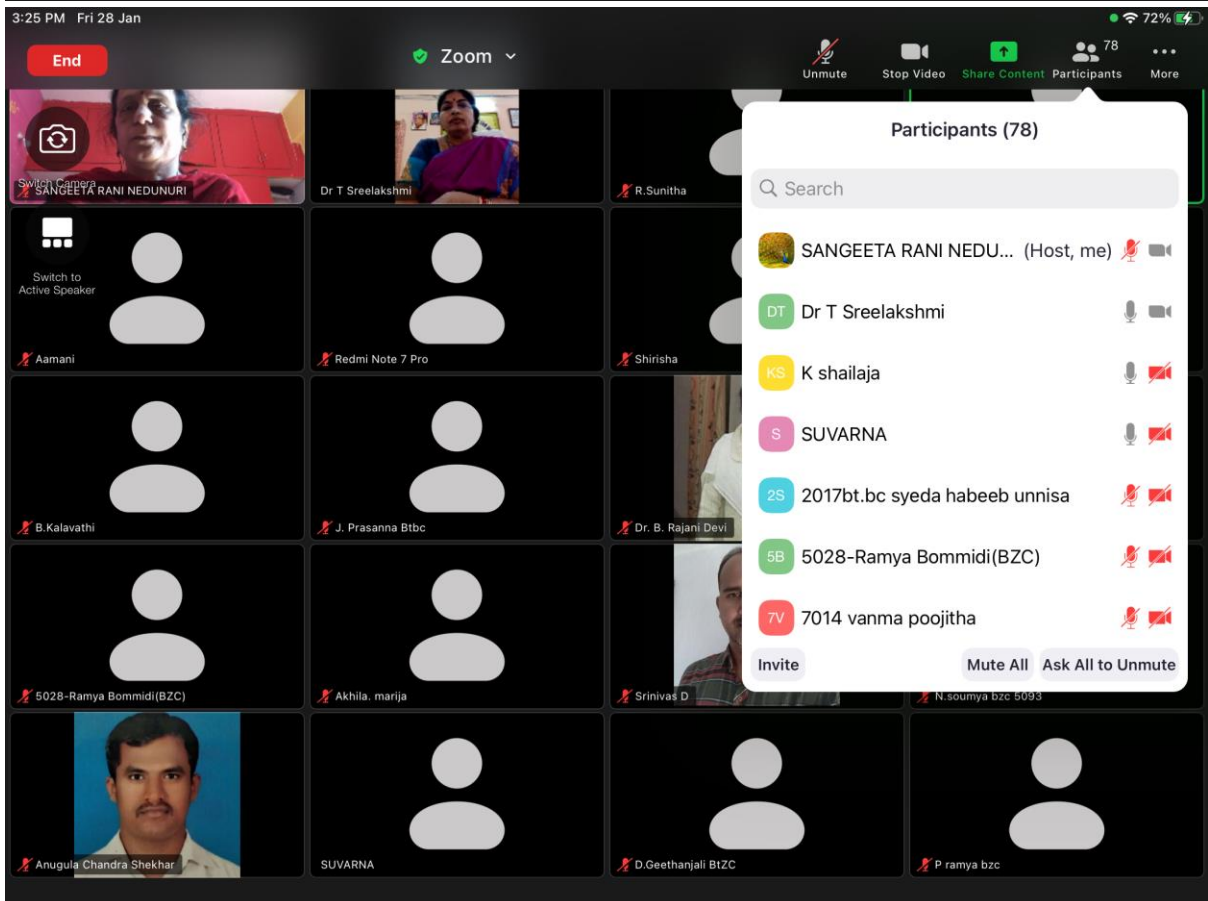 3:25 PM Fri 28 Jan
72%
End
Zoom
Unmute
Stop Video
Share Content
Participants
78
More
Switch Camera
SANGEETA RANI NEDUNURI
Dr T Sreelakshmi
R.Sunitha
Switch to
Active Speaker
Aamani
Redmi Note 7 Pro
Shirisha
B.Kalavathi
J. Prasanna Btbc
Dr. B. Rajani Devi
5028-Ramya Bommidi(BZC)
Akhila. marija
Srinivas D
N.soumya bzc 5093
Anugula Chandra Shekhar
SUVARNA
D.Geethanjali BtZC
P ramya bzc
Participants (78)
Search
SANGEETA RANI NEDU... (Host, me)
DT Dr T Sreelakshmi
KS K shailaja
S SUVARNA
2S 2017bt.bc syeda habeeb unnisa
5B 5028-Ramya Bommidi(BZC)
7V 7014 vanma poojitha
Invite
Mute All
Ask All to Unmute